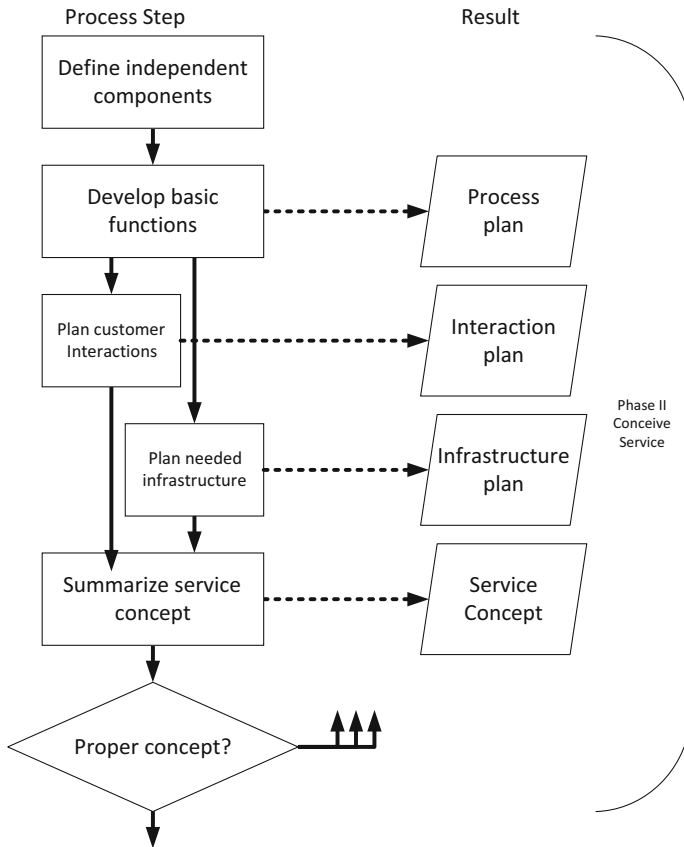 Process Step
Result
Define independent
components
Develop basic
functions
Process
plan
Plan customer
Interactions
Interaction
plan
Phase II
Conceive
Service
Plan needed
infrastructure
Infrastructure
plan
Summarize service
concept
Service
Concept
Proper concept?